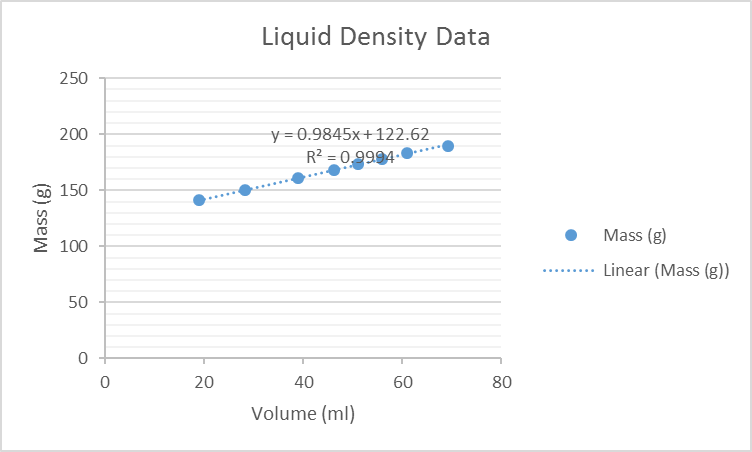 Liquid Density Data
250
200
150
100
50
0
Mass (g)
y = 0.9845x + 122.62
R² = 0.9994
0 20 40 60 80
Volume (ml)
Mass (g)
Linear (Mass (g))